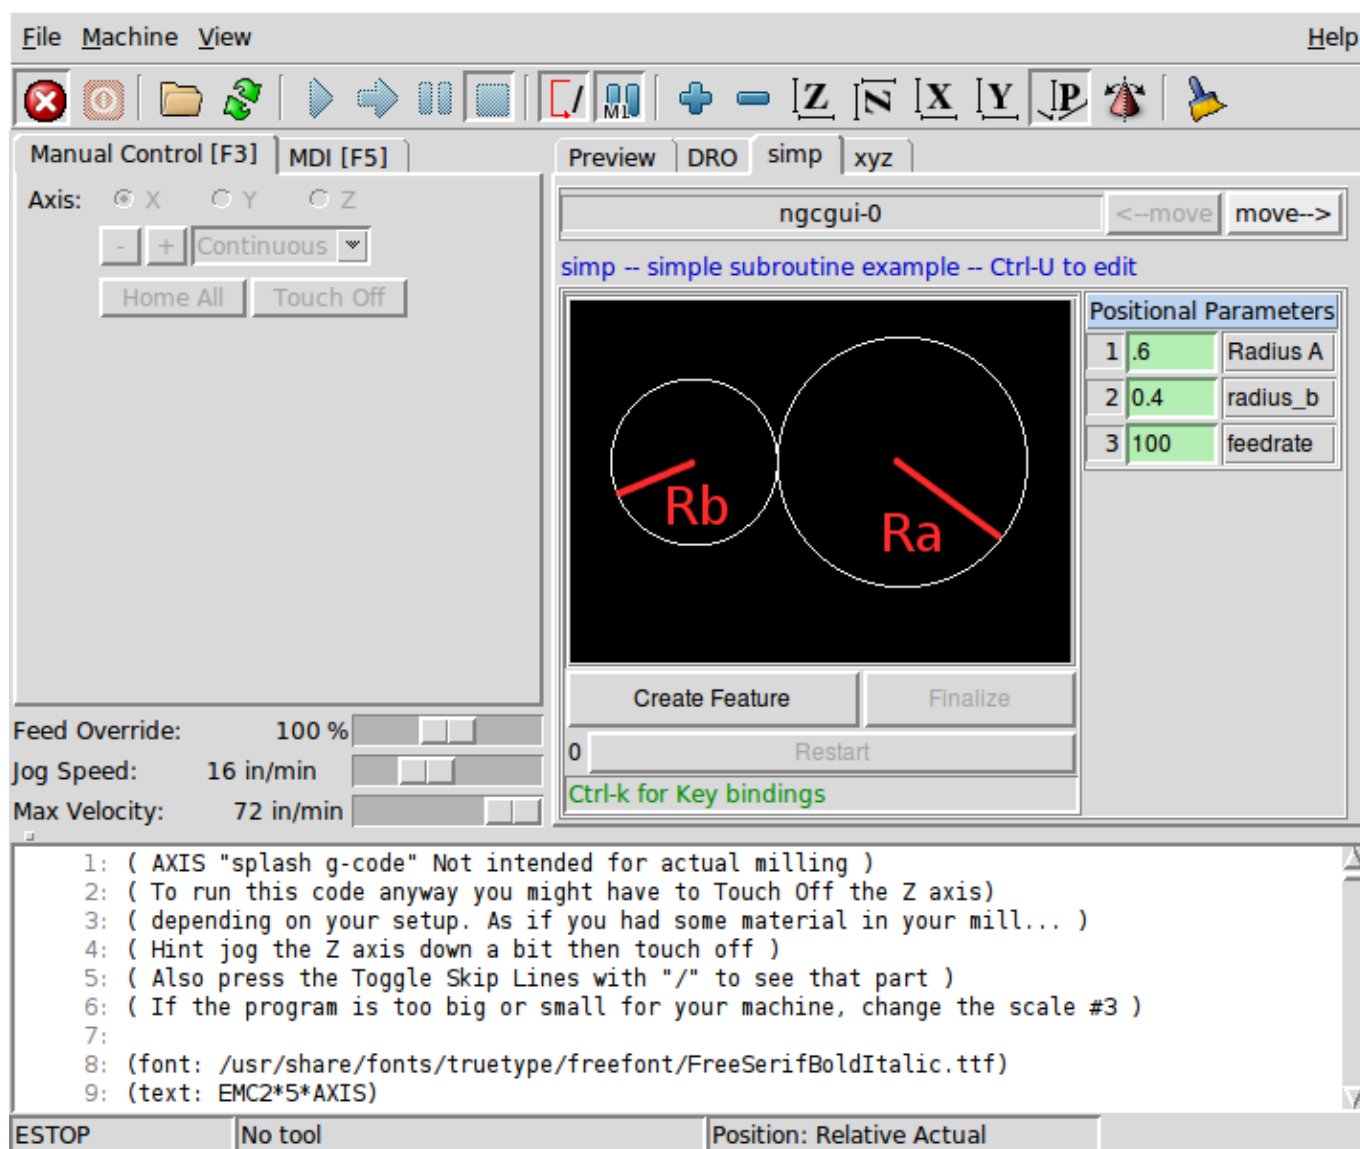 File Machine View Help
M1 Z N X Y P
Manual Control [F3] MDI [F5] Preview DRO simp xyz
Axis: X Y Z
ngcgui-0 <--move move-->
- + Continuous
simp -- simple subroutine example -- Ctrl-U to edit
Home All Touch Off
Positional Parameters
1 .6 Radius A
2 0.4 radius_b
3 100 feedrate
Rb
Ra
Create Feature Finalize
Feed Override: 100 %
0 Restart
Jog Speed: 16 in/min
Ctrl-k for Key bindings
Max Velocity: 72 in/min
1: ( AXIS "splash g-code" Not intended for actual milling )
2: ( To run this code anyway you might have to Touch Off the Z axis)
3: ( depending on your setup. As if you had some material in your mill... )
4: ( Hint jog the Z axis down a bit then touch off )
5: ( Also press the Toggle Skip Lines with "/" to see that part )
6: ( If the program is too big or small for your machine, change the scale #3 )
7:
8: (font: /usr/share/fonts/truetype/freefont/FreeSerifBoldItalic.ttf)
9: (text: EMC2*5*AXIS)
ESTOP No tool Position: Relative Actual